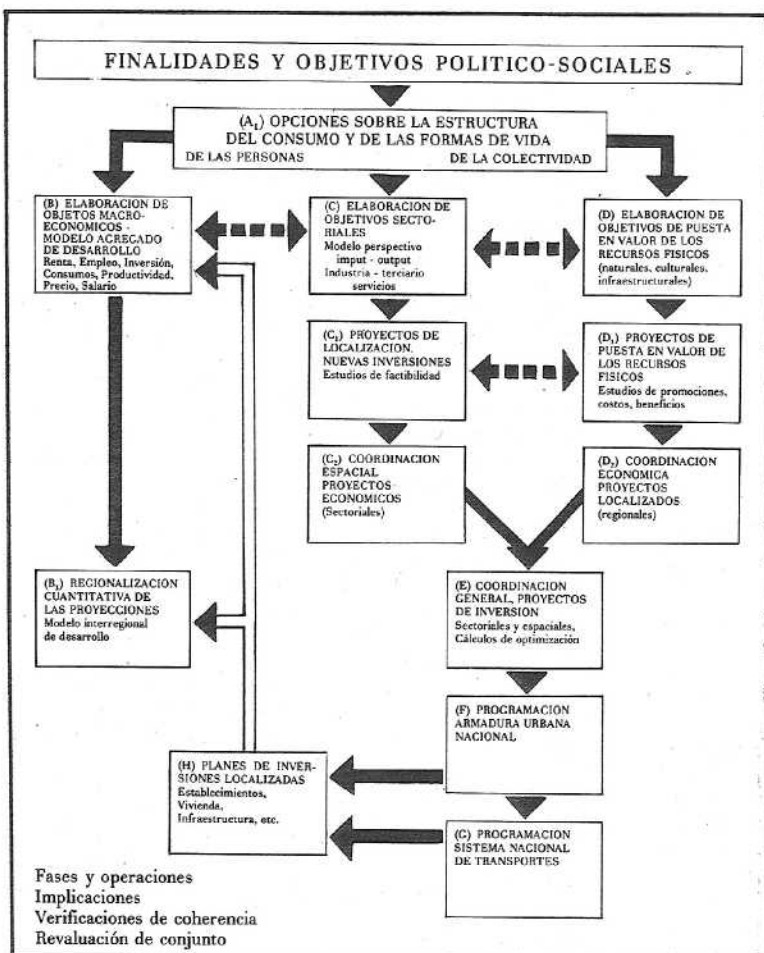 FINALIDADES Y OBJETIVOS POLITICO-SOCIALES
(A₁) OPCIONES SOBRE LA ESTRUCTURA
DEL CONSUMO Y DE LAS FORMAS DE VIDA
DE LAS PERSONAS DE LA COLECTIVIDAD
(B) ELABORACION DE
OBJETOS MACRO-
ECONOMICOS -
MODELO AGREGADO
DE DESARROLLO
Renta, Empleo, Inversión,
Consumos, Productividad,
Precio, Salario
(C) ELABORACION DE
OBJETIVOS SECTO-
RIALES
Modelo perspectivo
imput - output
Industria - terciario
servicios
(D) ELABORACION DE
OBJETIVOS DE PUESTA
EN VALOR DE LOS
RECURSOS FISICOS
(naturales, culturales,
infraestructurales)
(C₁) PROYECTOS DE
LOCALIZACION.
NUEVAS INVERSIONES
Estudios de factibilidad
(D₁) PROYECTOS DE
PUESTA EN VALOR DE
LOS RECURSOS
FISICOS
Estudios de promociones,
costos, beneficios
(C₂) COORDINACION
ESPACIAL
PROYECTOS
ECONOMICOS
(Sectoriales)
(D₂) COORDINACION
ECONOMICA
PROYECTOS
LOCALIZADOS
(regionales)
(B₁) REGIONALIZACION
CUANTITATIVA DE
LAS PROYECCIONES
Modelo interregional
de desarrollo
(E) COORDINACION
GENERAL, PROYECTOS
DE INVERSION
Sectoriales y espaciales,
Cálculos de optimización
(F) PROGRAMACION
ARMADURA URBANA
NACIONAL
(H) PLANES DE INVER-
SIONES LOCALIZADAS
Establecimientos,
Vivienda,
Infraestructura, etc.
(G) PROGRAMACION
SISTEMA NACIONAL
DE TRANSPORTES
Fases y operaciones
Implicaciones
Verificaciones de coherencia
Revaluación de conjunto